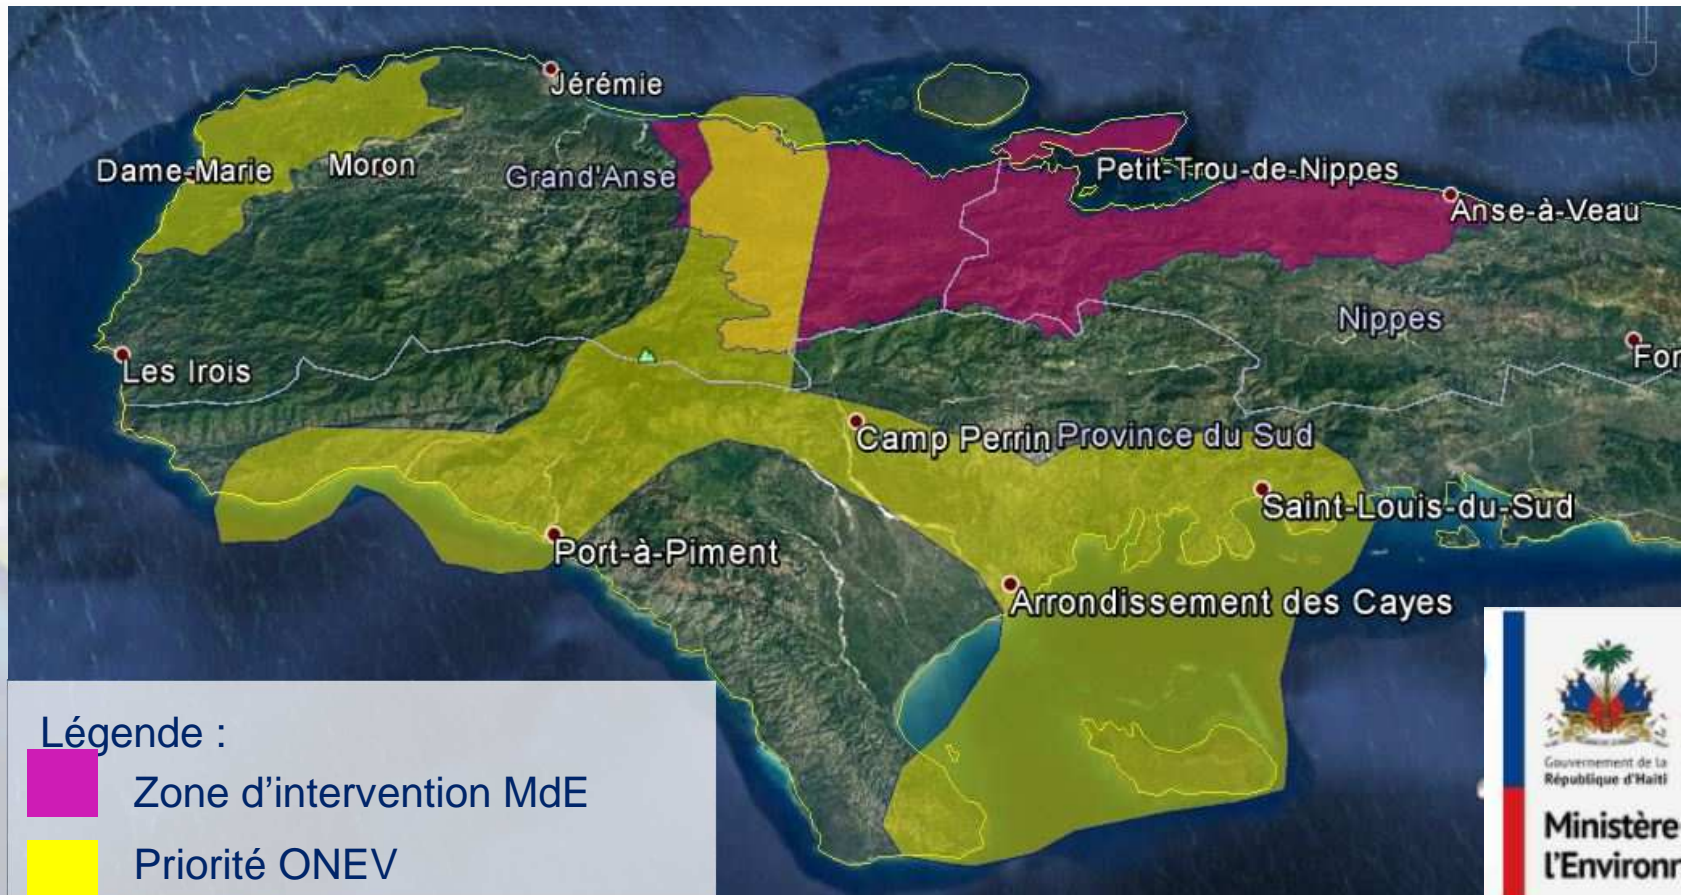 Jérémie
Dame-Marie
Moron
Grand'Anse
Petit-Trou-de-Nippes
Anse-à-Veau
Nippes
Les Irois
For
Camp Perrin
Province du Sud
Saint-Louis-du-Sud
Port-à-Piment
Arrondissement des Cayes
Légende :
Zone d’intervention MdE
Priorité ONEV
Gouvernement de la
République d'Haïti
Ministère
l'Environn